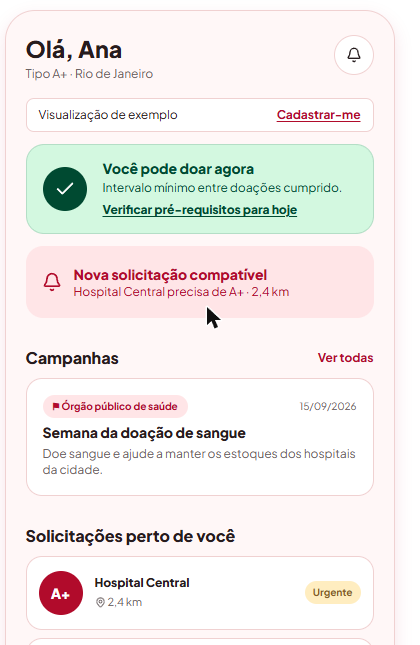 Olá, Ana
Tipo A+ · Rio de Janeiro
Visualização de exemplo
Cadastrar-me
Você pode doar agora
Intervalo mínimo entre doações cumprido.
Verificar pré-requisitos para hoje
Nova solicitação compatível
Hospital Central precisa de A+ · 2,4 km
Campanhas
Ver todas
Órgão público de saúde
15/09/2026
Semana da doação de sangue
Doe sangue e ajude a manter os estoques dos hospitais
da cidade.
Solicitações perto de você
A+
Hospital Central
2,4 km
Urgente